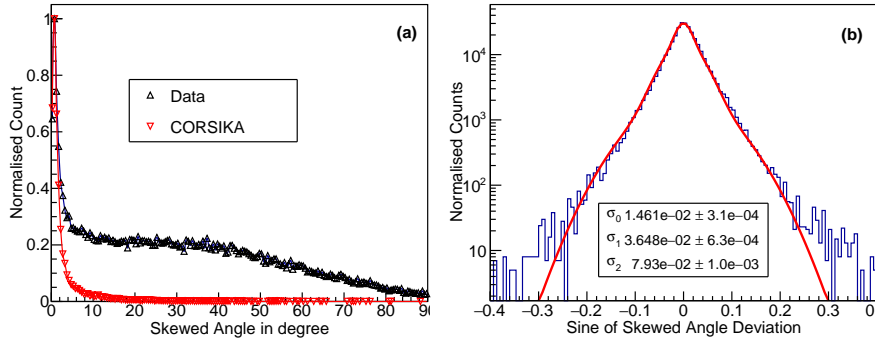 (a)
Normalised Count
1
0.8
0.6
0.4
0.2
0
Data
CORSIKA
0 10 20 30 40 50 60 70 80 90
Skewed Angle in degree
(b)
Normalised Counts
10⁴
10³
10²
10
σ₀ 1.461e−02 ± 3.1e−04
σ₁ 3.648e−02 ± 6.3e−04
σ₂ 7.93e−02 ± 1.0e−03
−0.4 −0.3 −0.2 −0.1 0 0.1 0.2 0.3
Sine of Skewed Angle Deviation